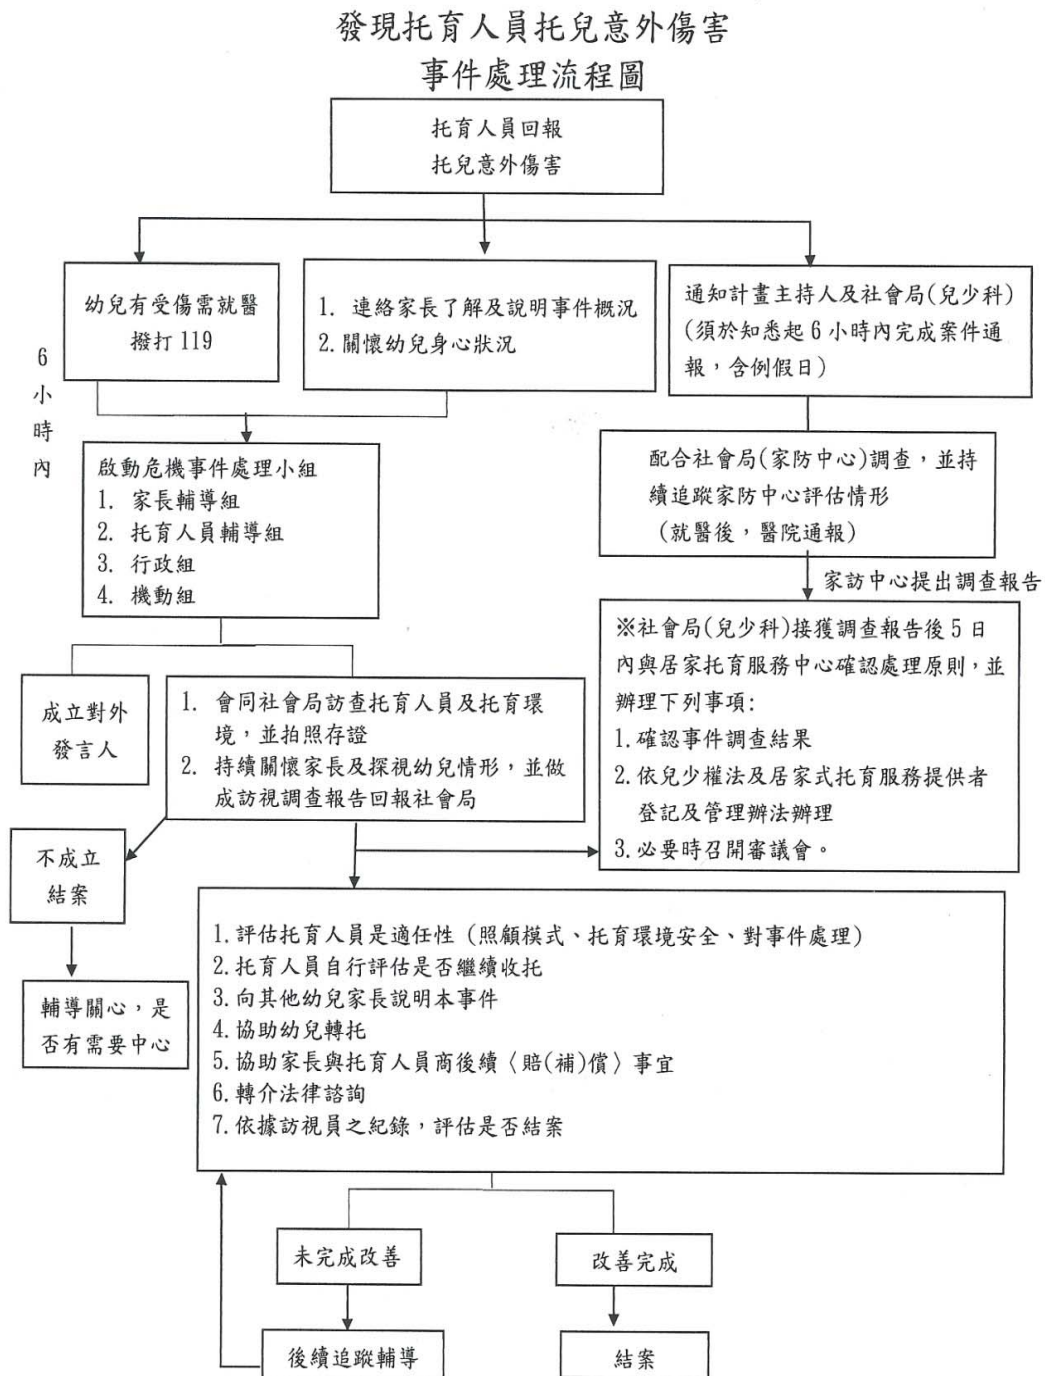 發現托育人員托兒意外傷害
事件處理流程圖
托育人員回報
托兒意外傷害
幼兒有受傷需就醫
撥打 119
1. 連絡家長了解及說明事件概況
2.關懷幼兒身心狀況
通知計畫主持人及社會局(兒少科)
(須於知悉起 6 小時內完成案件通
報，含例假日)
6
小
時
內
啟動危機事件處理小組
1. 家長輔導組
2. 托育人員輔導組
3. 行政組
4. 機動組
配合社會局(家防中心)調查，並持
續追蹤家防中心評估情形
(就醫後，醫院通報)
家訪中心提出調查報告
成立對外
發言人
1. 會同社會局訪查托育人員及托育環
境，並拍照存證
2. 持續關懷家長及探視幼兒情形，並做
成訪視調查報告回報社會局
※社會局(兒少科)接獲調查報告後 5 日
內與居家托育服務中心確認處理原則，並
辦理下列事項:
1.確認事件調查結果
2.依兒少權法及居家式托育服務提供者
登記及管理辦法辦理
3.必要時召開審議會。
不成立
結案
輔導關心，是
否有需要中心
1.評估托育人員是適任性（照顧模式、托育環境安全、對事件處理）
2.托育人員自行評估是否繼續收托
3.向其他幼兒家長說明本事件
4.協助幼兒轉托
5.協助家長與托育人員商後續〈賠(補)償〉事宜
6.轉介法律諮詢
7.依據訪視員之紀錄，評估是否結案
未完成改善
改善完成
後續追蹤輔導
結案